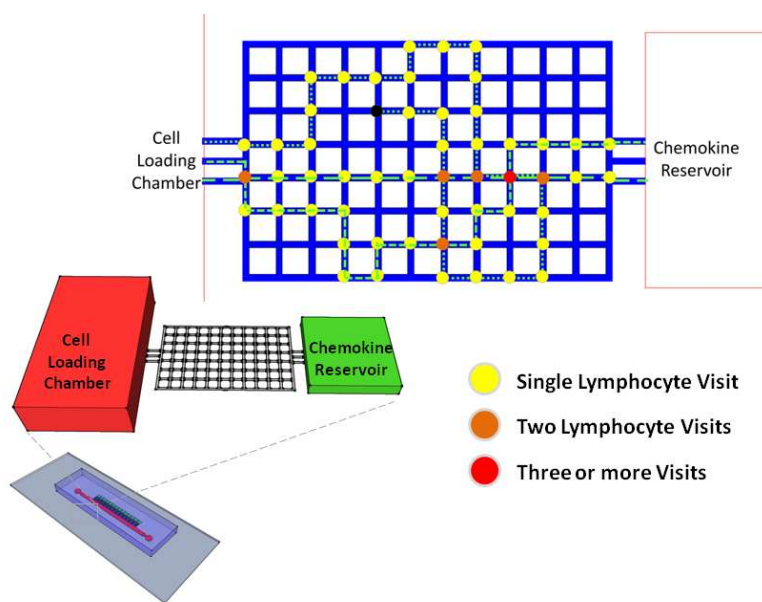 Cell
Loading
Chamber
Chemokine
Reservoir
Cell
Loading
Chamber
Chemokine
Reservoir
Single Lymphocyte Visit
Two Lymphocyte Visits
Three or more Visits